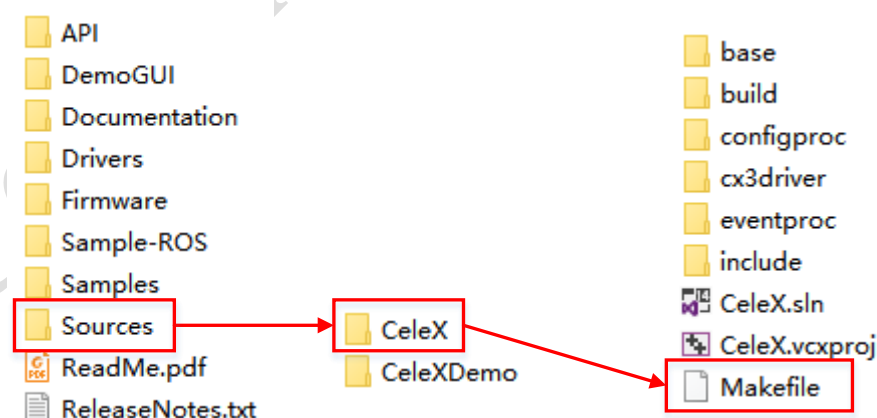 API
DemoGUI
Documentation
Drivers
Firmware
Sample-ROS
Samples
Sources
ReadMe.pdf
ReleaseNotes.txt
CeleX
CeleXDemo
base
build
configproc
cx3driver
eventproc
include
CeleX.sln
CeleX.vcxproj
Makefile